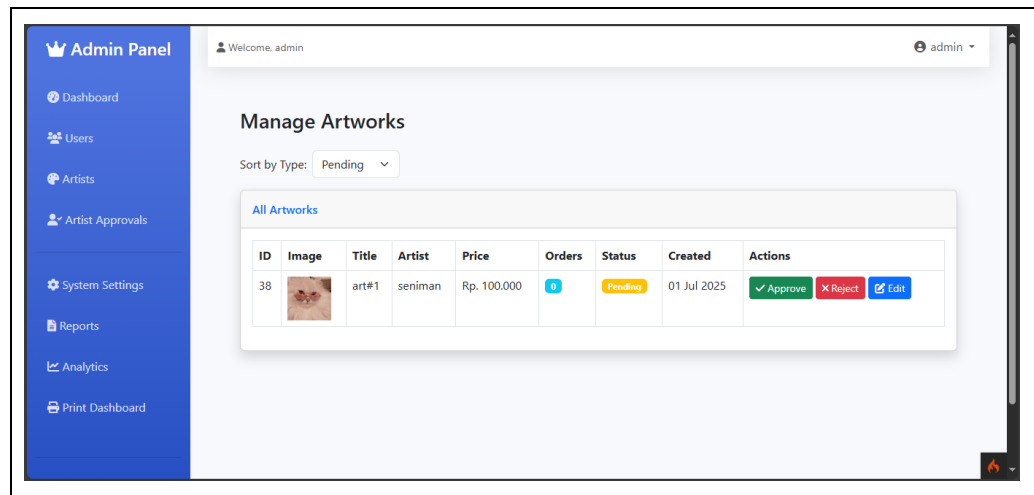 Admin Panel
Welcome, admin
admin
Dashboard
Users
Artists
Artist Approvals
System Settings
Reports
Analytics
Print Dashboard
Manage Artworks
Sort by Type: Pending
All Artworks
ID Image Title Artist Price Orders Status Created Actions
38 art#1 seniman Rp. 100.000 0 Pending 01 Jul 2025 Approve Reject Edit